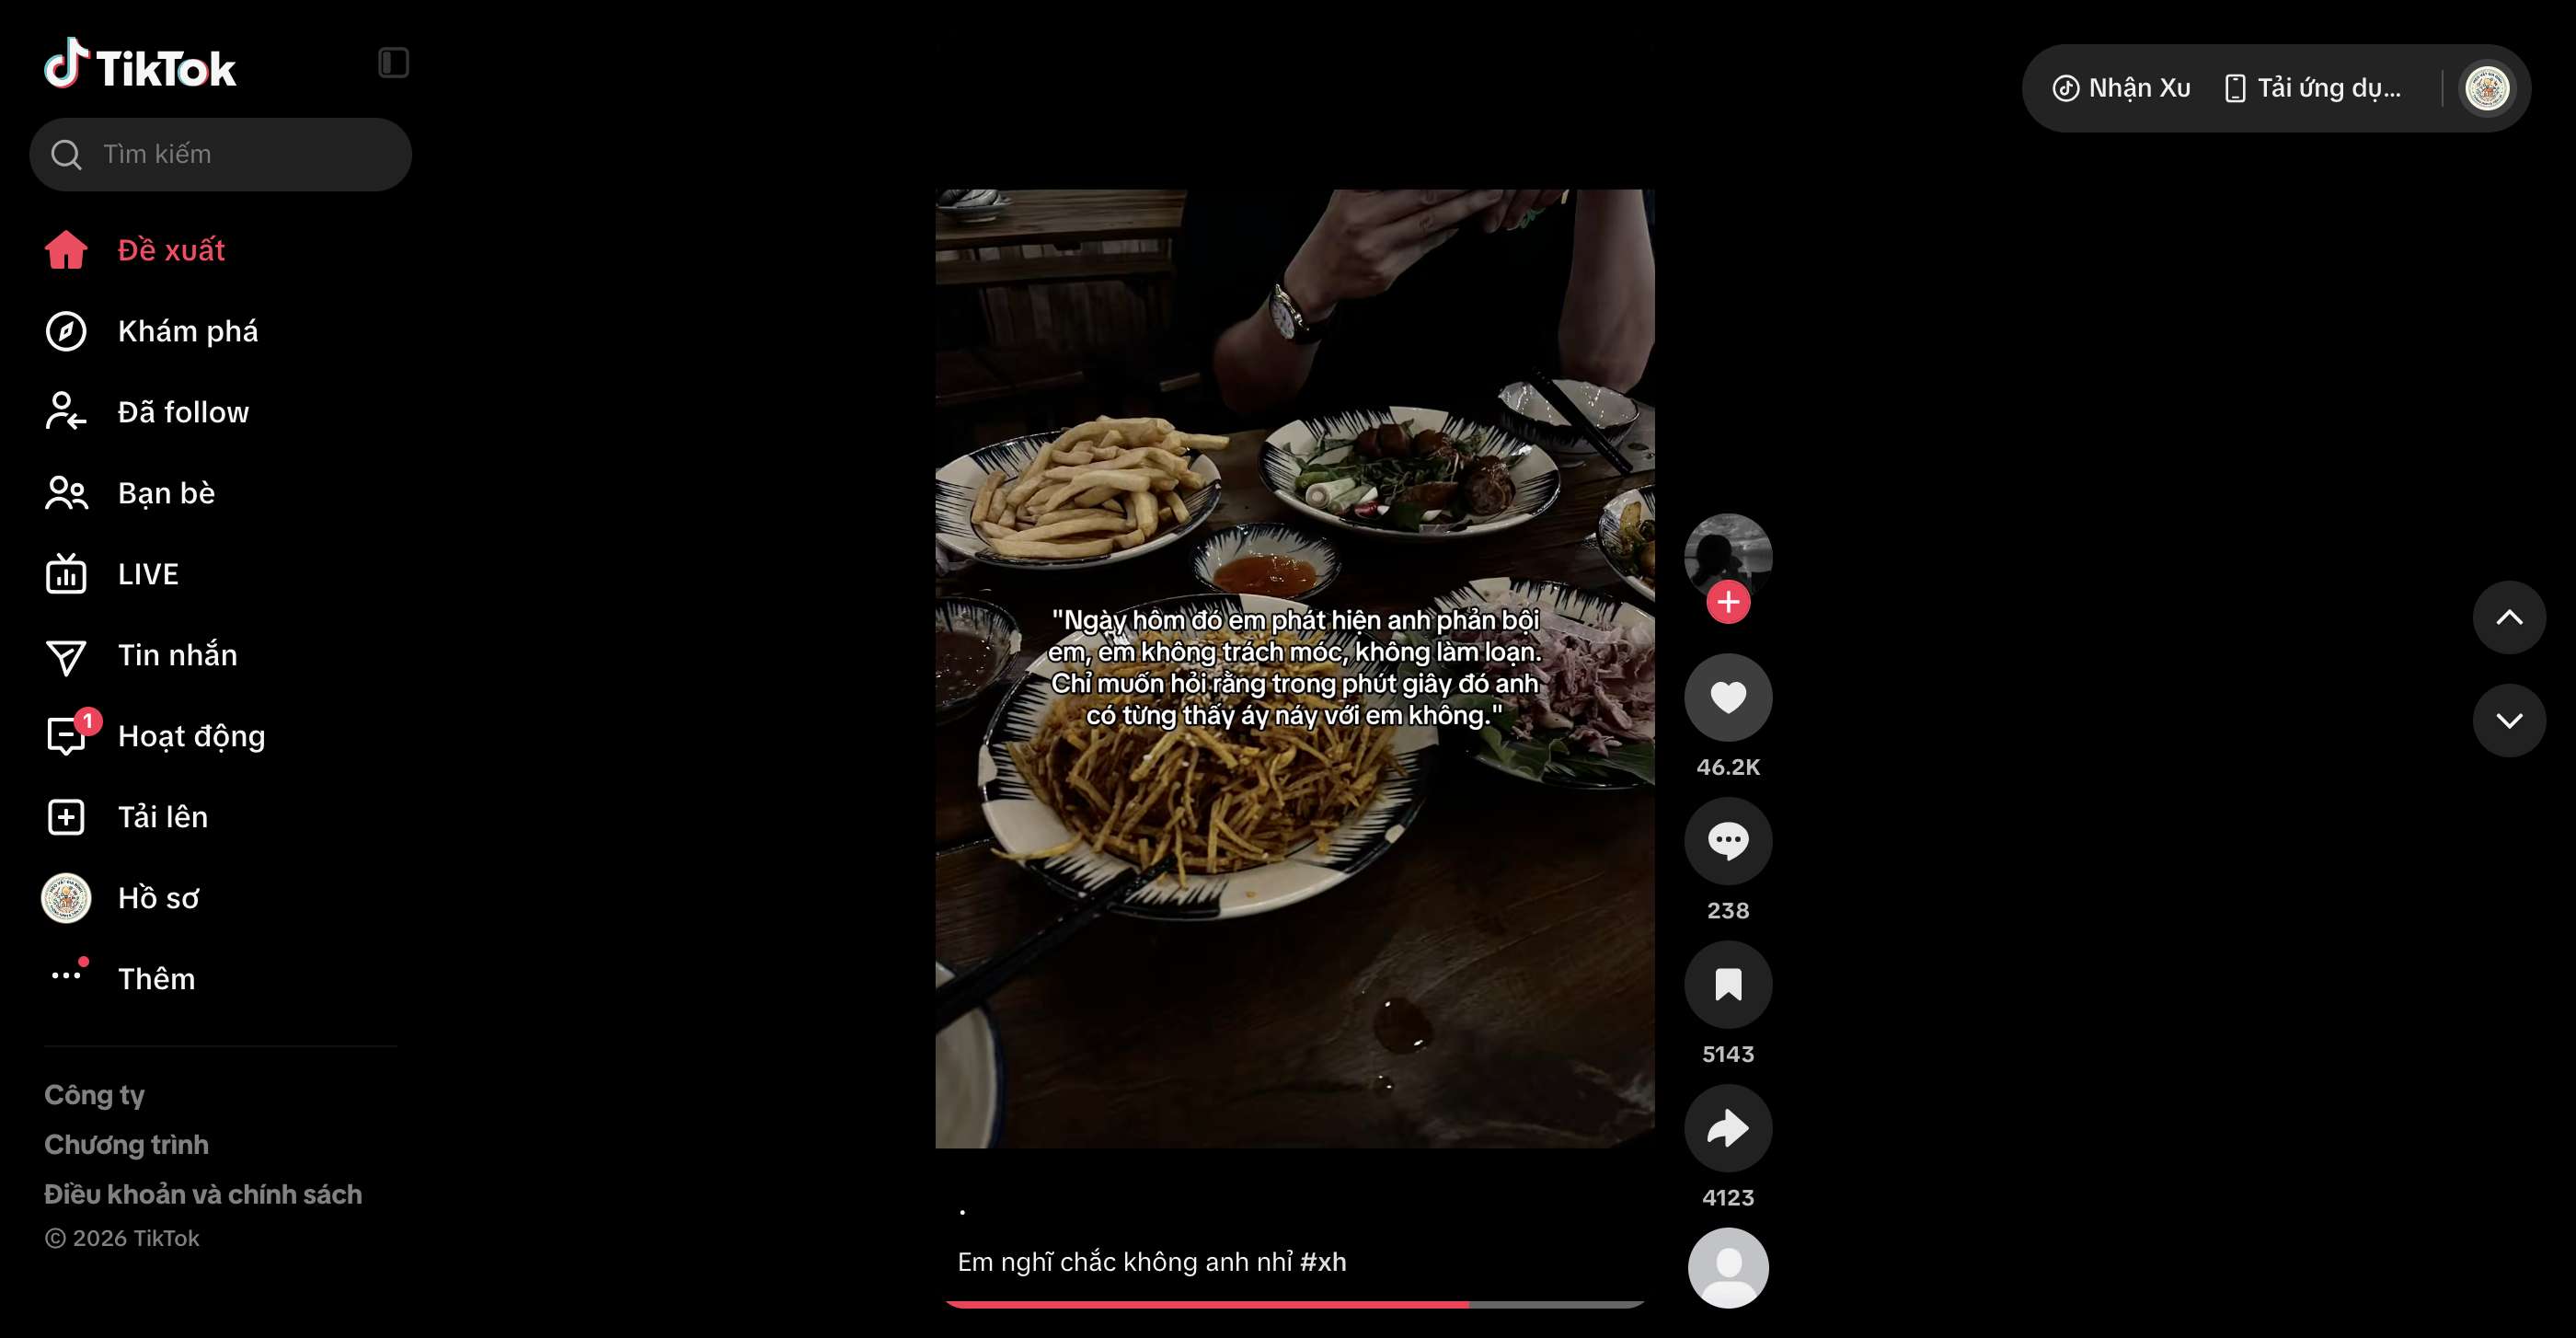 TikTok
Tìm kiếm
Đề xuất
Khám phá
Đã follow
Bạn bè
LIVE
Tin nhắn
1
Hoạt động
Tải lên
Hồ sơ
Thêm
Công ty
Chương trình
Điều khoản và chính sách
© 2026 TikTok
Nhận Xu
Tải ứng dụ...
"Ngày hôm đó em phát hiện anh phản bội
em, em không trách móc, không làm loạn.
Chỉ muốn hỏi rằng trong phút giây đó anh
có từng thấy áy náy với em không."
46.2K
238
5143
4123
.
Em nghĩ chắc không anh nhỉ #xh